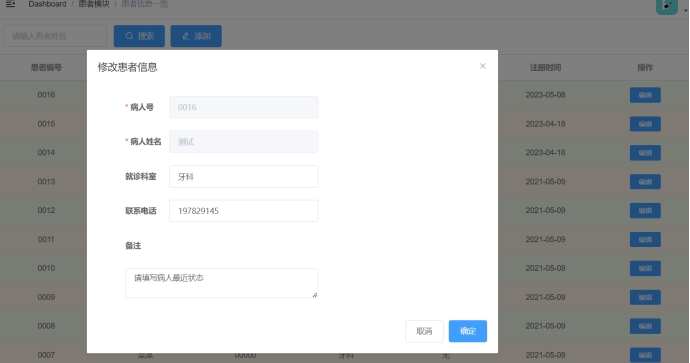 Dashboard / 患者模块 / 患者信息一览
请输入患者姓名 搜索 添加
患者编号 注册时间 操作
修改患者信息
0016 2023-05-08 编辑
* 病人号 0016
0015 2023-04-18 编辑
* 病人姓名 测试
0014 2023-04-18 编辑
就诊科室 牙科
0013 2021-05-09 编辑
联系电话 197829145
0012 2021-05-09 编辑
备注
0011 2021-05-09 编辑
请填写病人最近状态
0010 2021-05-09 编辑
0009 2021-05-09 编辑
取消 确定
0008 2021-05-09 编辑
0007 00000 牙科 无 2021-05-09 编辑